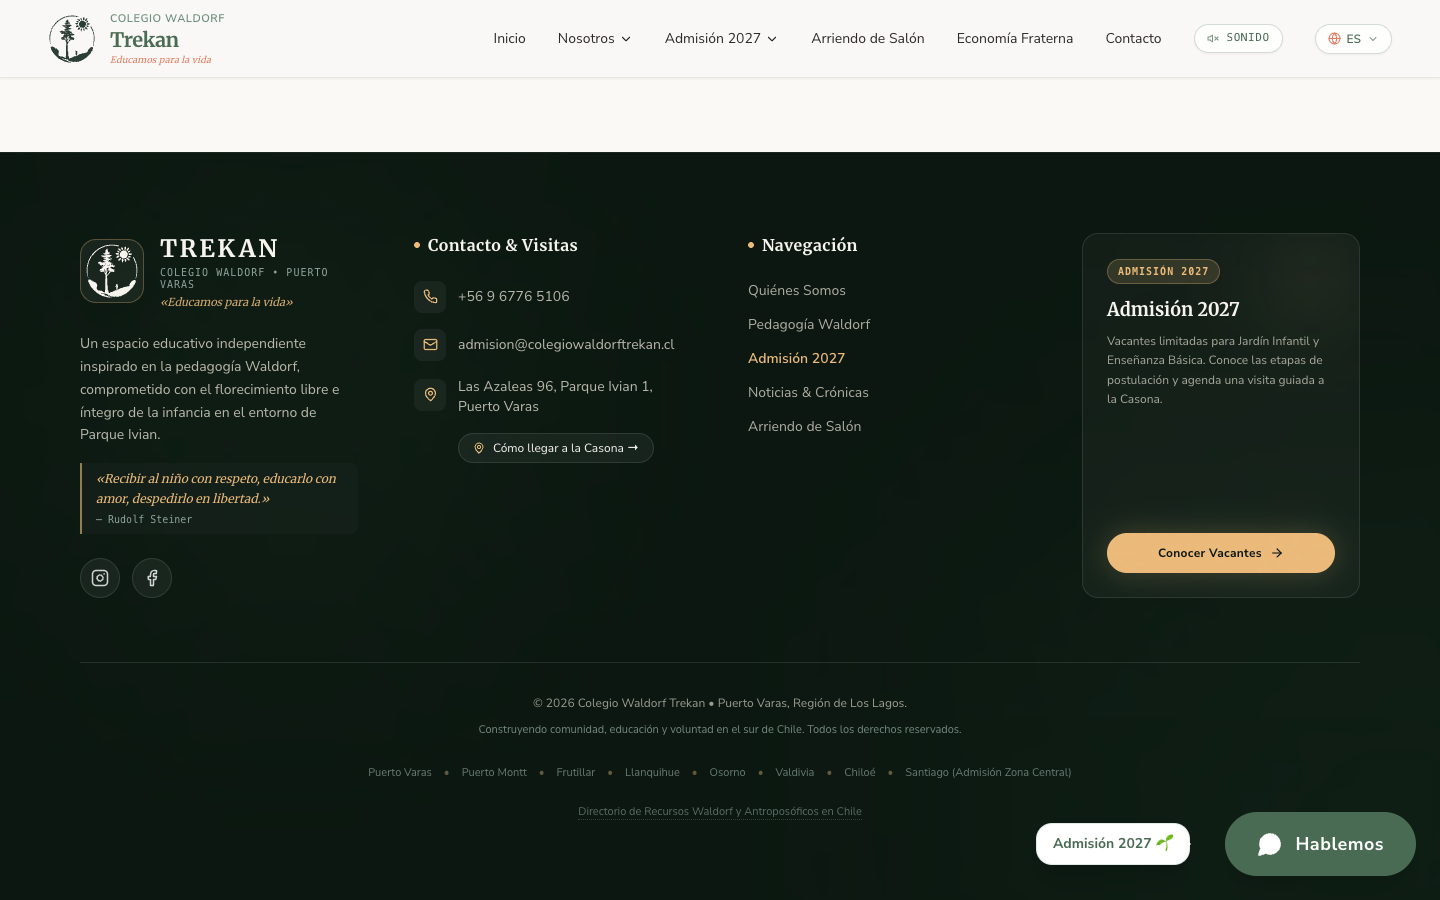 COLEGIO WALDORF
Trekan
Educamos para la vida
Inicio
Nosotros
Admisión 2027
Arriendo de Salón
Economía Fraterna
Contacto
SONIDO
ES
TREKAN
COLEGIO WALDORF • PUERTO
VARAS
«Educamos para la vida»
Un espacio educativo independiente
inspirado en la pedagogía Waldorf,
comprometido con el florecimiento libre e
íntegro de la infancia en el entorno de
Parque Ivian.
«Recibir al niño con respeto, educarlo con
amor, despedirlo en libertad.»
— Rudolf Steiner
Contacto & Visitas
+56 9 6776 5106
admision@colegiowaldorftrekan.cl
Las Azaleas 96, Parque Ivian 1,
Puerto Varas
Cómo llegar a la Casona →
Navegación
Quiénes Somos
Pedagogía Waldorf
Admisión 2027
Noticias & Crónicas
Arriendo de Salón
ADMISIÓN 2027
Admisión 2027
Vacantes limitadas para Jardín Infantil y
Enseñanza Básica. Conoce las etapas de
postulación y agenda una visita guiada a
la Casona.
Conocer Vacantes →
© 2026 Colegio Waldorf Trekan • Puerto Varas, Región de Los Lagos.
Construyendo comunidad, educación y voluntad en el sur de Chile. Todos los derechos reservados.
Puerto Varas • Puerto Montt • Frutillar • Llanquihue • Osorno • Valdivia • Chiloé • Santiago (Admisión Zona Central)
Directorio de Recursos Waldorf y Antroposóficos en Chile
Admisión 2027 🌱
Hablemos